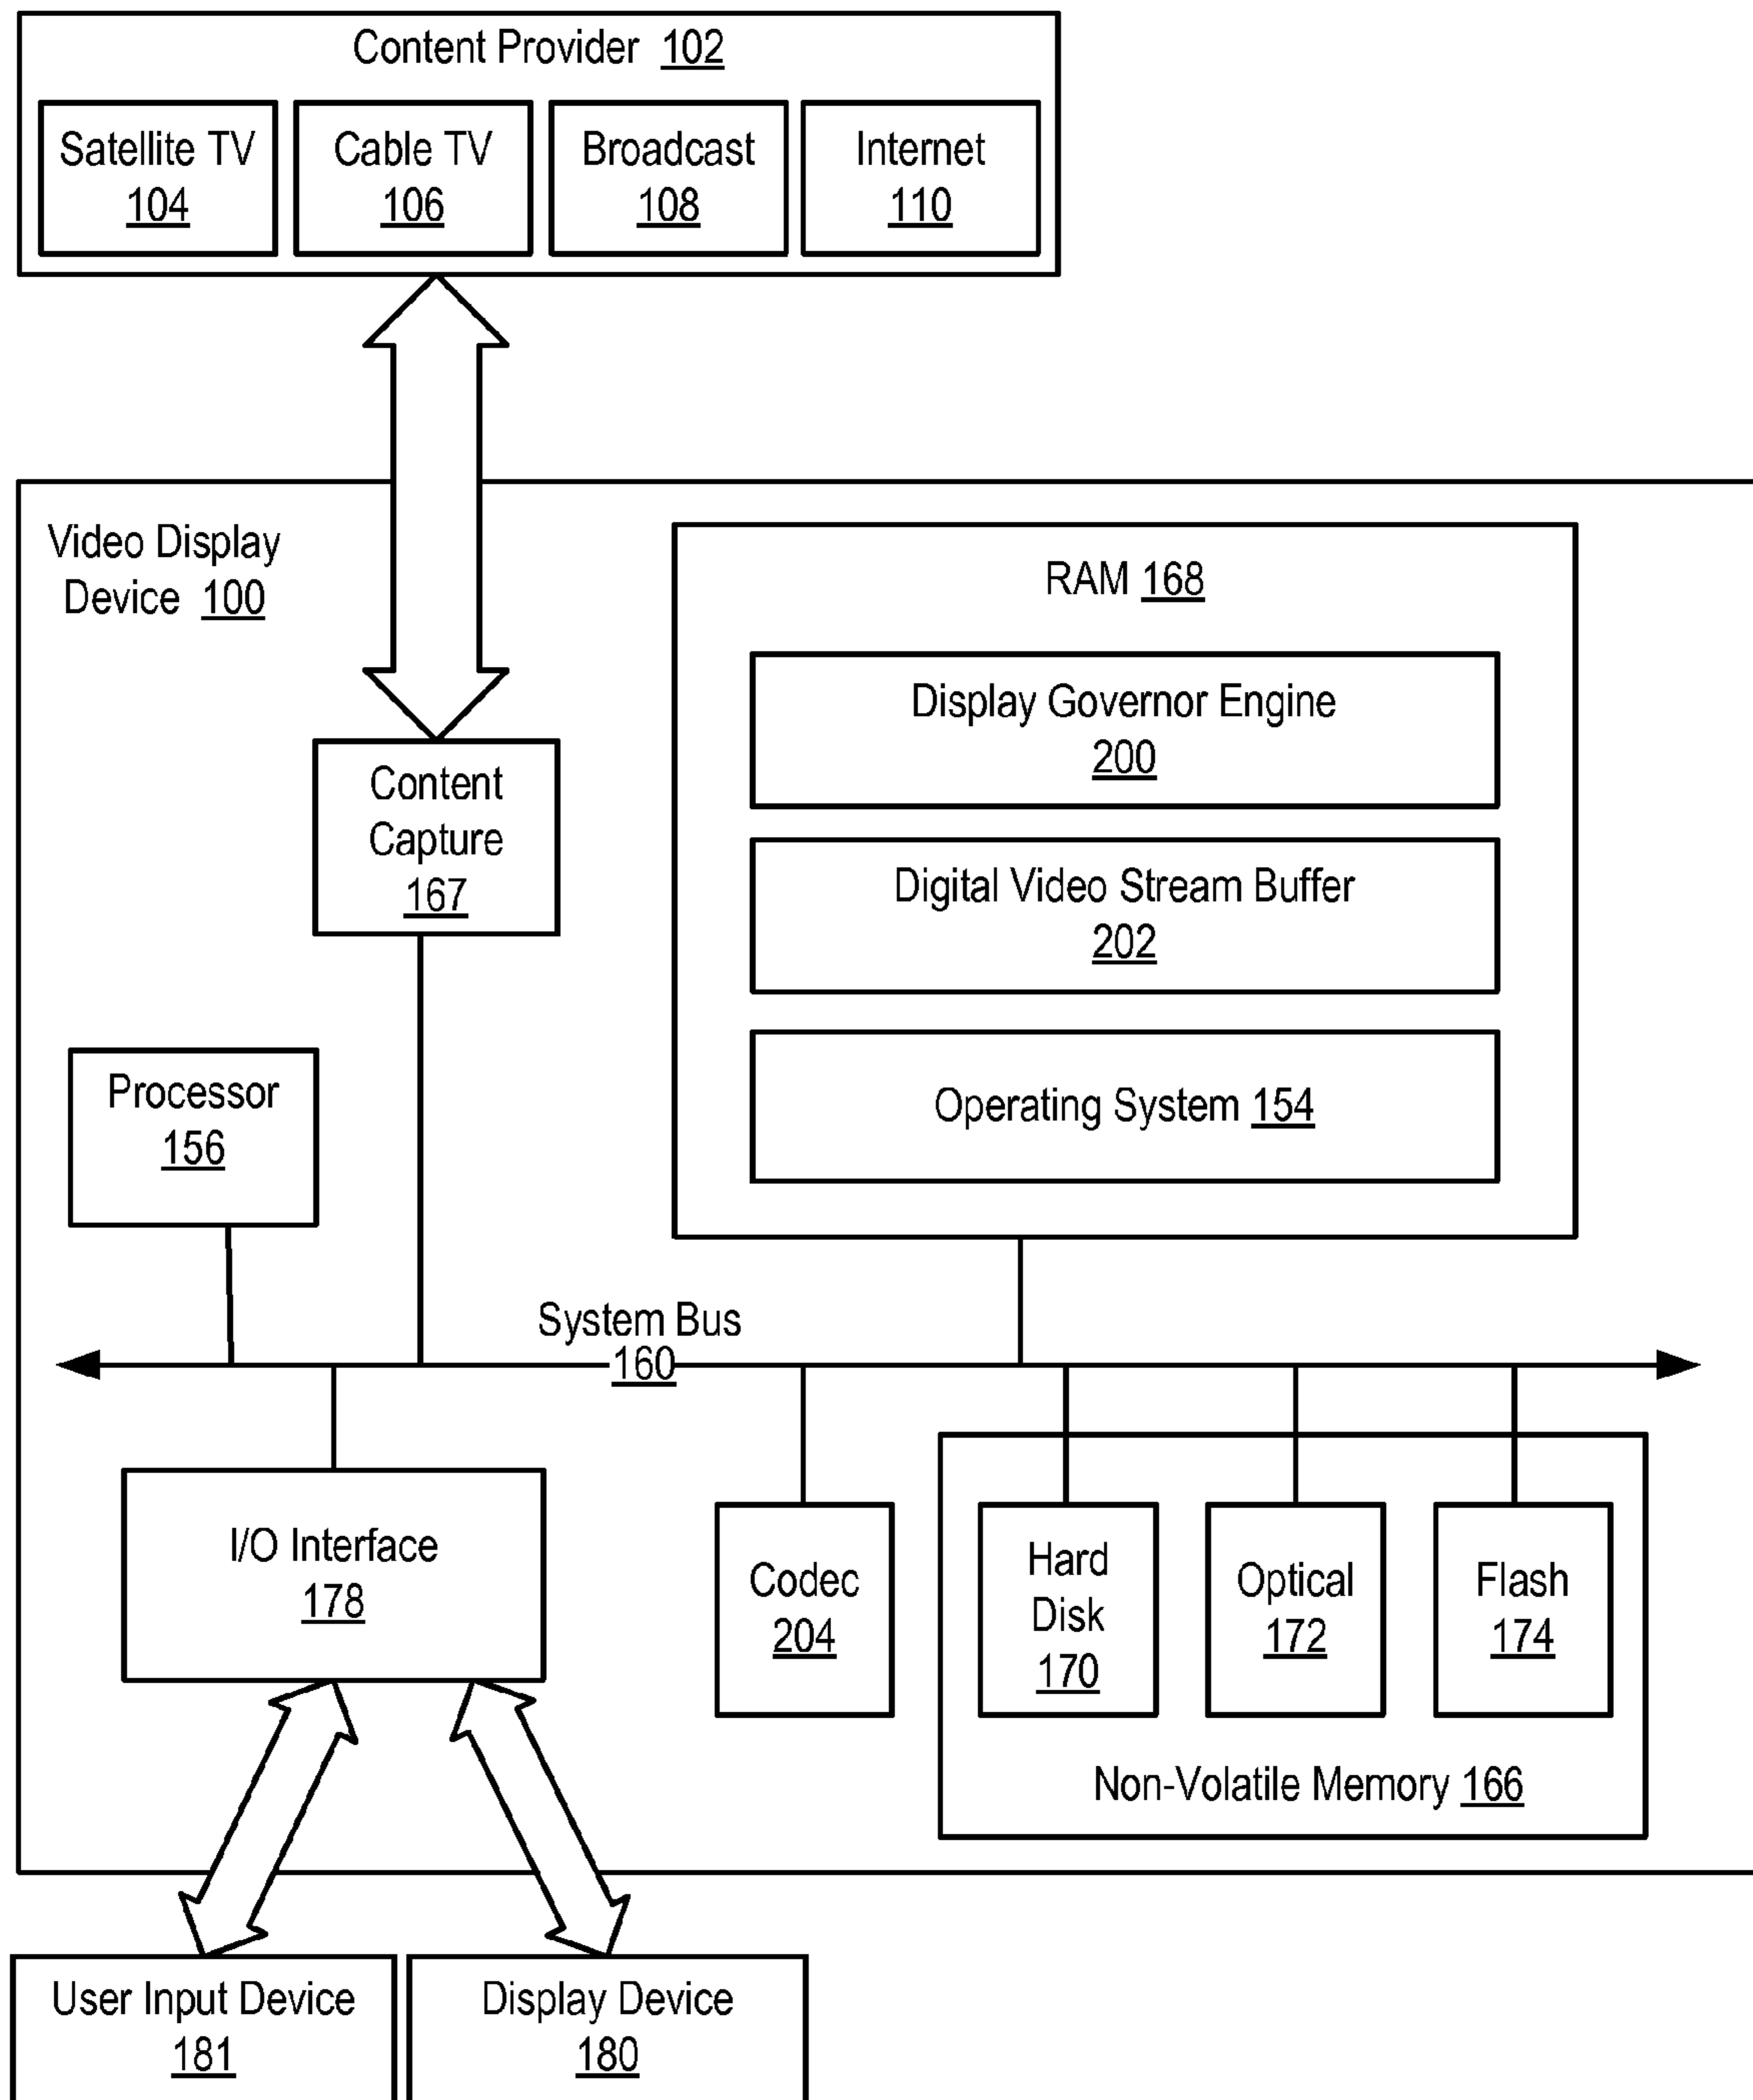 Content Provider 102
Satellite TV
104
Cable TV
106
Broadcast
108
Internet
110
Video Display
Device 100
RAM 168
Display Governor Engine
200
Content
Capture
167
Digital Video Stream Buffer
202
Processor
156
Operating System 154
System Bus
160
I/O Interface
178
Codec
204
Hard
Disk
170
Optical
172
Flash
174
Non-Volatile Memory 166
User Input Device
181
Display Device
180